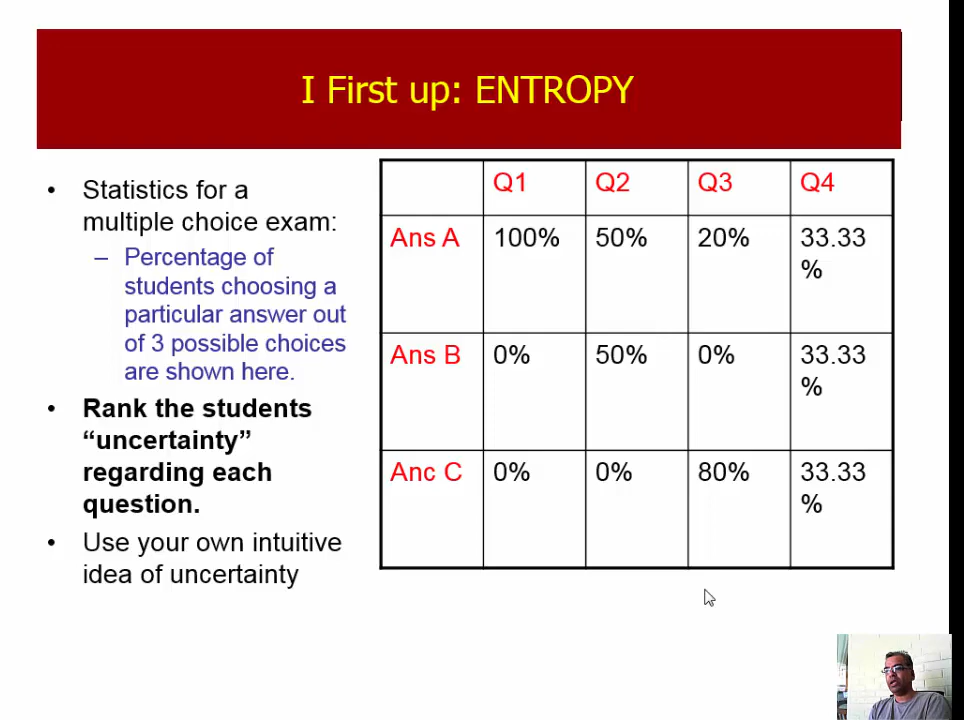 I First up: ENTROPY
• Statistics for a
multiple choice exam:
– Percentage of
students choosing a
particular answer out
of 3 possible choices
are shown here.
• Rank the students
“uncertainty”
regarding each
question.
• Use your own intuitive
idea of uncertainty
Q1 Q2 Q3 Q4
Ans A 100% 50% 20% 33.33
%
Ans B 0% 50% 0% 33.33
%
Anc C 0% 0% 80% 33.33
%